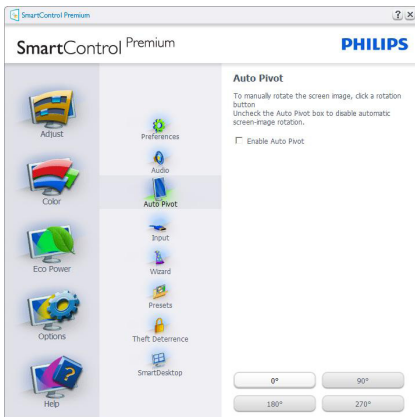 SmartControl Premium
SmartControl Premium
PHILIPS
Adjust
Color
Eco Power
Options
Help
Preferences
Audio
Auto Pivot
Input
Wizard
Presets
Theft Deterrence
SmartDesktop
Auto Pivot
To manually rotate the screen image, click a rotation
button
Uncheck the Auto Pivot box to disable automatic
screen-image rotation.
Enable Auto Pivot
0°
90°
180°
270°